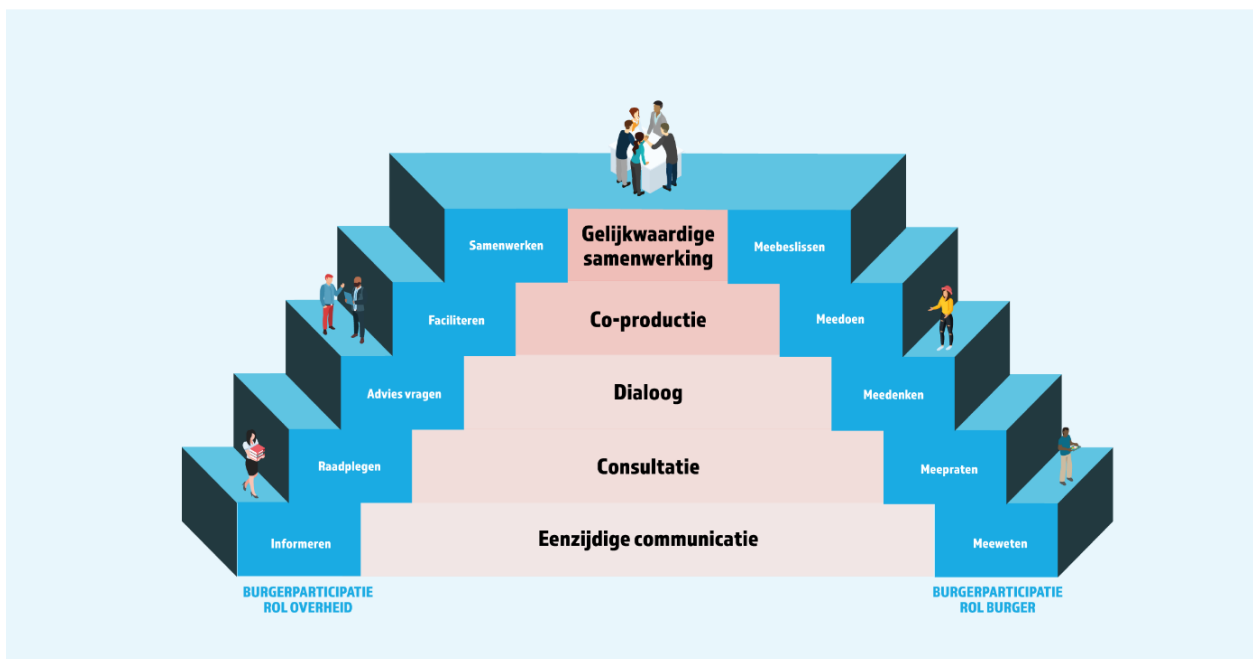 Samenwerken
Gelijkwaardige
samenwerking
Meebeslissen
Faciliteren
Co-productie
Meedoen
Advies vragen
Dialoog
Meedenken
Raadplegen
Consultatie
Meepraten
Informeren
Eenzijdige communicatie
Meeweten
BURGERPARTICIPATIE
ROL OVERHEID
BURGERPARTICIPATIE
ROL BURGER